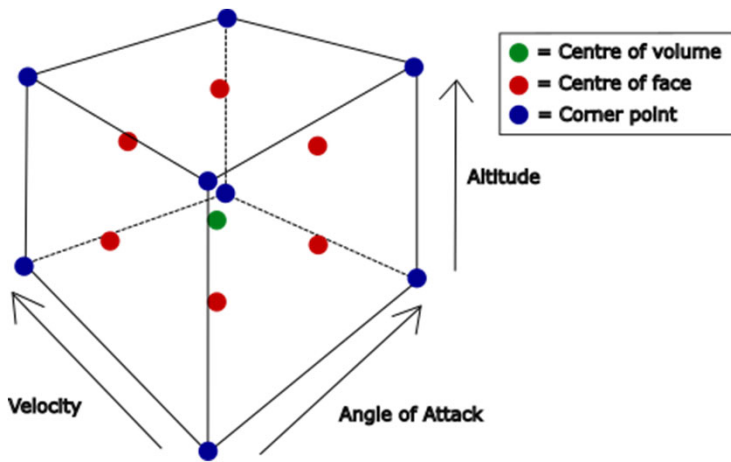 = Centre of volume
= Centre of face
= Corner point
Altitude
Velocity
Angle of Attack